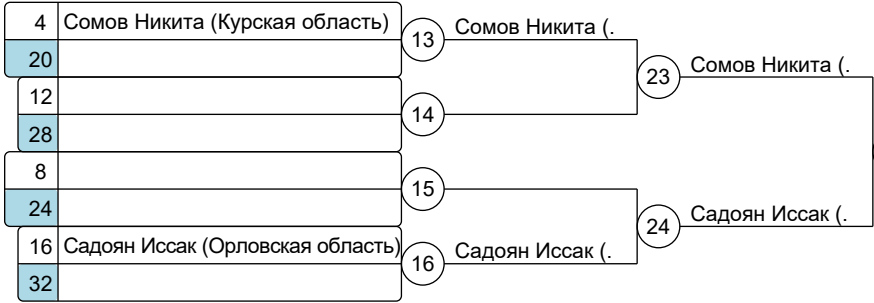 4 Сомов Никита (Курская область)
20
12
28
8
24
16 Садоян Иссак (Орловская область)
32
13 Сомов Никита (.
14
15
16 Садоян Иссак (.
23 Сомов Никита (.
24 Садоян Иссак (.